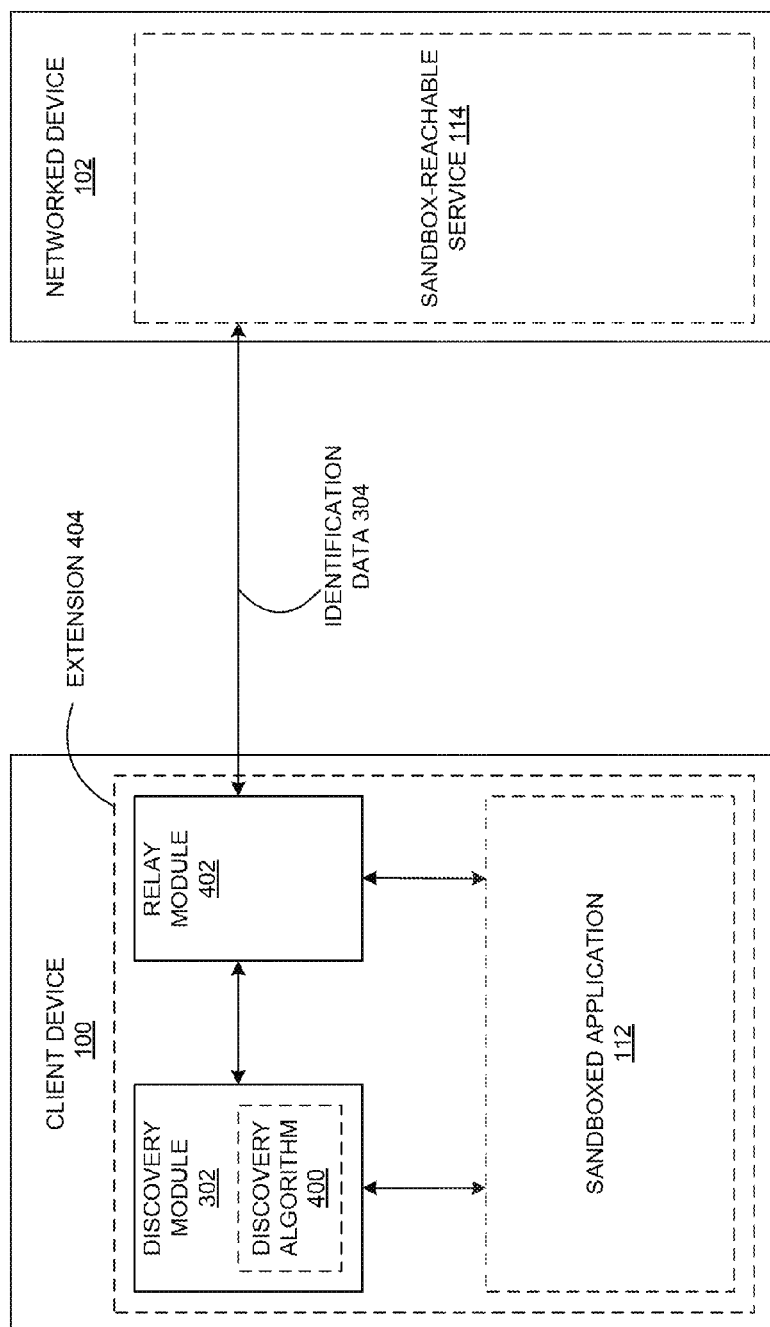 CLIENT DEVICE
100
DISCOVERY
MODULE
302
DISCOVERY
ALGORITHM
400
RELAY
MODULE
402
SANDBOXED APPLICATION
112
EXTENSION 404
IDENTIFICATION
DATA 304
NETWORKED DEVICE
102
SANDBOX-REACHABLE
SERVICE 114